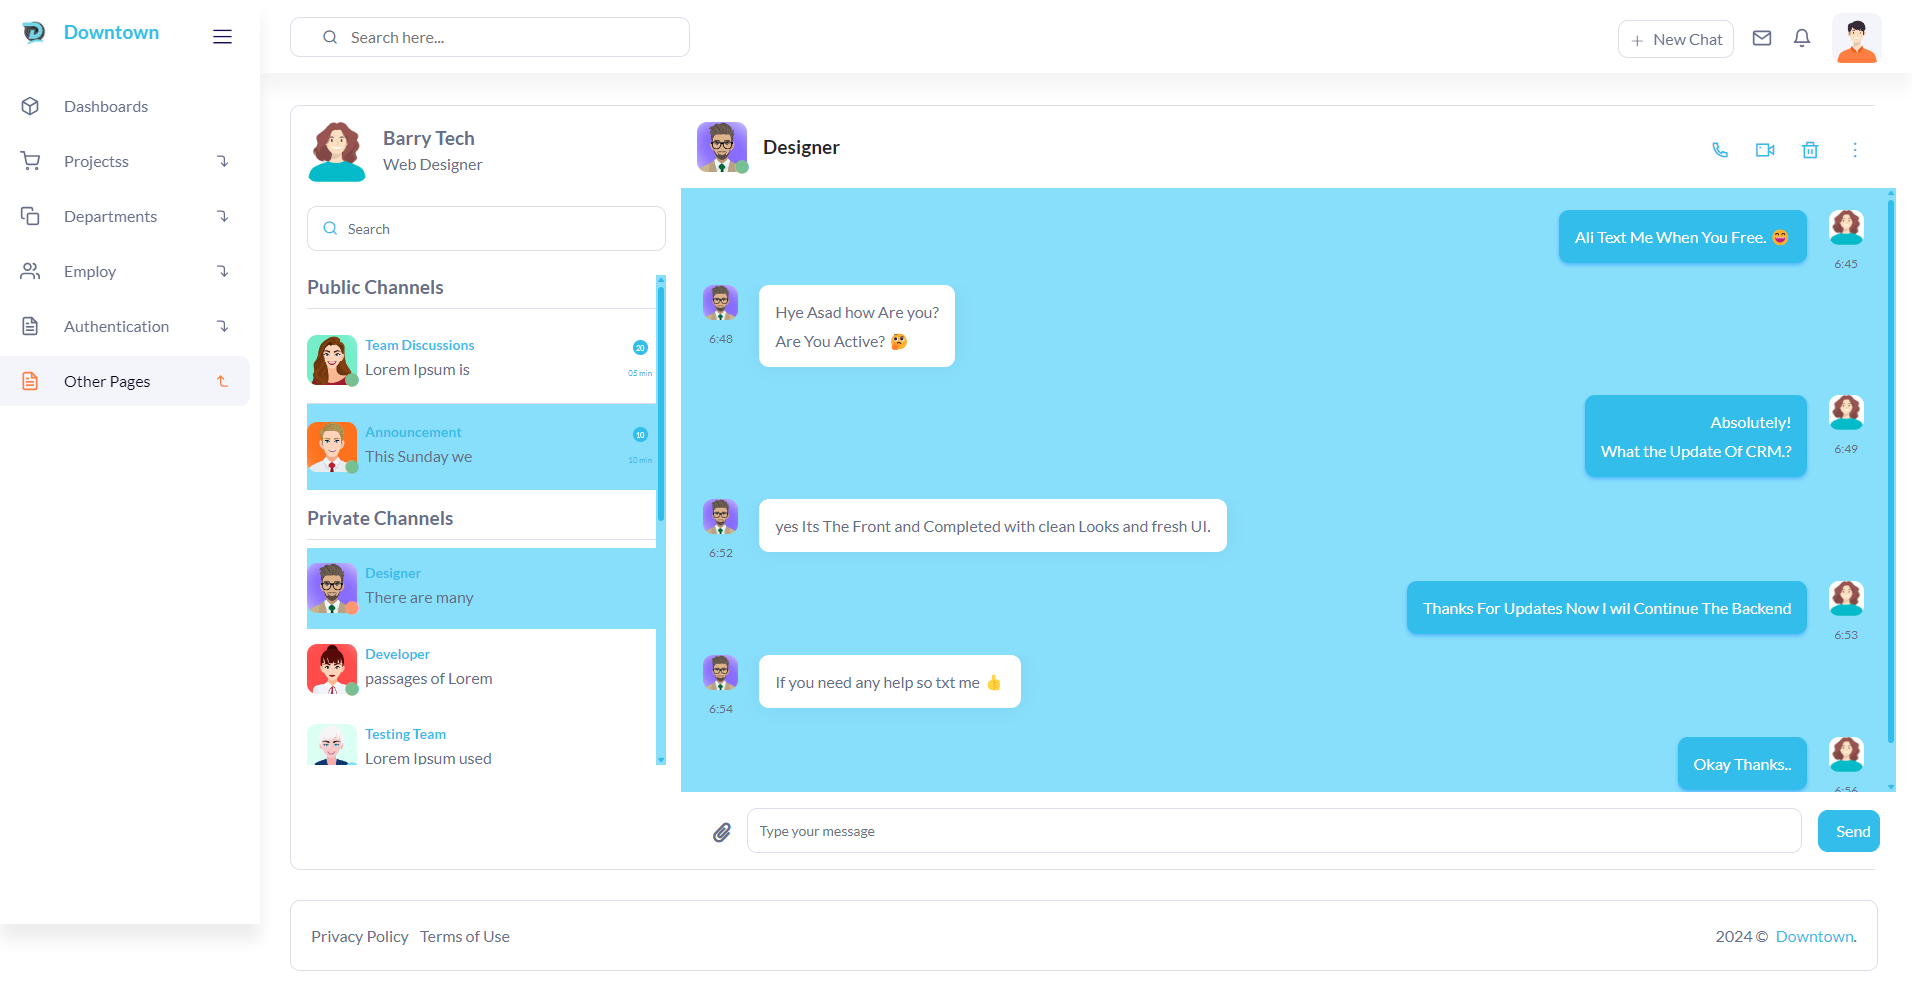 Downtown
Search here...
New Chat
Dashboards
Projectss
Departments
Employ
Authentication
Other Pages
Barry Tech
Web Designer
Search
Public Channels
Team Discussions
20
Lorem Ipsum is
05 min
Announcement
10
This Sunday we
10 min
Private Channels
Designer
There are many
Developer
passages of Lorem
Testing Team
Lorem Ipsum used
Designer
Ali Text Me When You Free. 😄
6:45
Hye Asad how Are you?
Are You Active? 🤔
6:48
Absolutely!
What the Update Of CRM.?
6:49
yes Its The Front and Completed with clean Looks and fresh UI.
6:52
Thanks For Updates Now I wil Continue The Backend
6:53
If you need any help so txt me 👍
6:54
Okay Thanks..
6:56
Type your message
Send
Privacy Policy Terms of Use
2024 © Downtown.